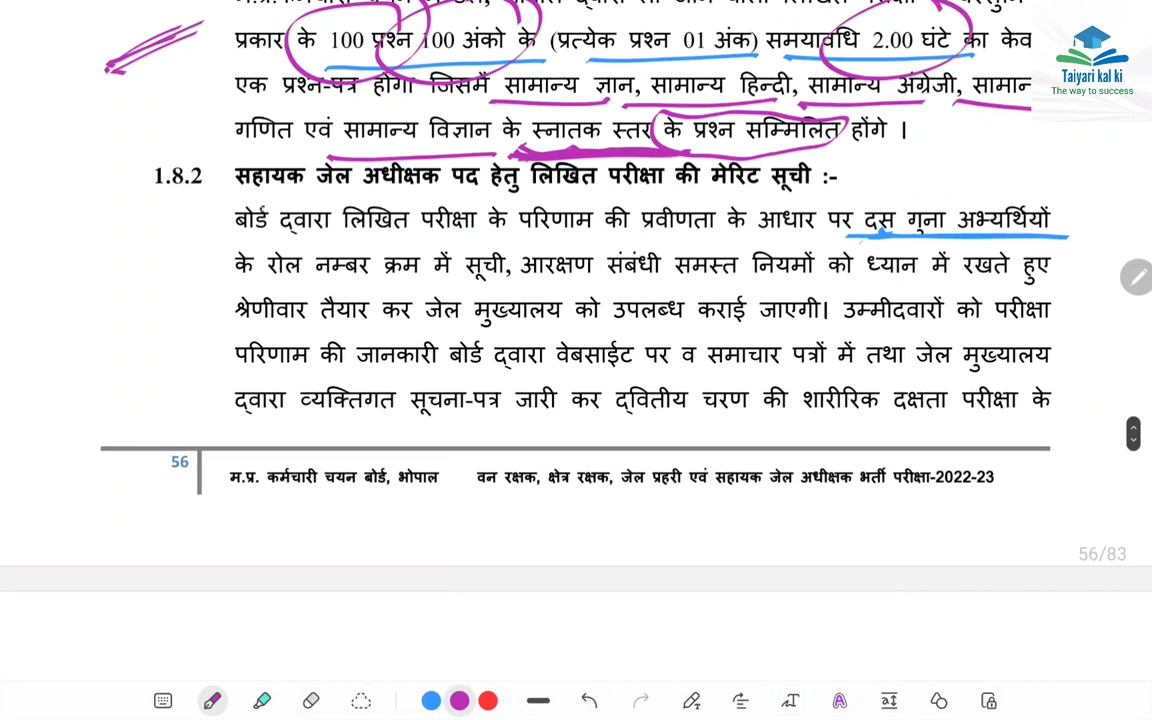 प्रकार के 100 प्रश्न 100 अंको के (प्रत्येक प्रश्न 01 अंक) समयावधि 2.00 घंटे का केव
एक प्रश्न-पत्र होगा जिसमें सामान्य ज्ञान, सामान्य हिन्दी, सामान्य अंग्रेजी, सामान
गणित एवं सामान्य विज्ञान के स्नातक स्तर के प्रश्न सम्मिलित होंगे ।
1.8.2 सहायक जेल अधीक्षक पद हेतु लिखित परीक्षा की मेरिट सूची :-
बोर्ड द्वारा लिखित परीक्षा के परिणाम की प्रवीणता के आधार पर दस गुना अभ्यर्थियों
के रोल नम्बर क्रम में सूची, आरक्षण संबंधी समस्त नियमों को ध्यान में रखते हुए
श्रेणीवार तैयार कर जेल मुख्यालय को उपलब्ध कराई जाएगी। उम्मीदवारों को परीक्षा
परिणाम की जानकारी बोर्ड द्वारा वेबसाईट पर व समाचार पत्रों में तथा जेल मुख्यालय
द्वारा व्यक्तिगत सूचना-पत्र जारी कर द्वितीय चरण की शारीरिक दक्षता परीक्षा के
56 म.प्र. कर्मचारी चयन बोर्ड, भोपाल वन रक्षक, क्षेत्र रक्षक, जेल प्रहरी एवं सहायक जेल अधीक्षक भर्ती परीक्षा-2022-23
56/83
Taiyari kal ki
The way to success